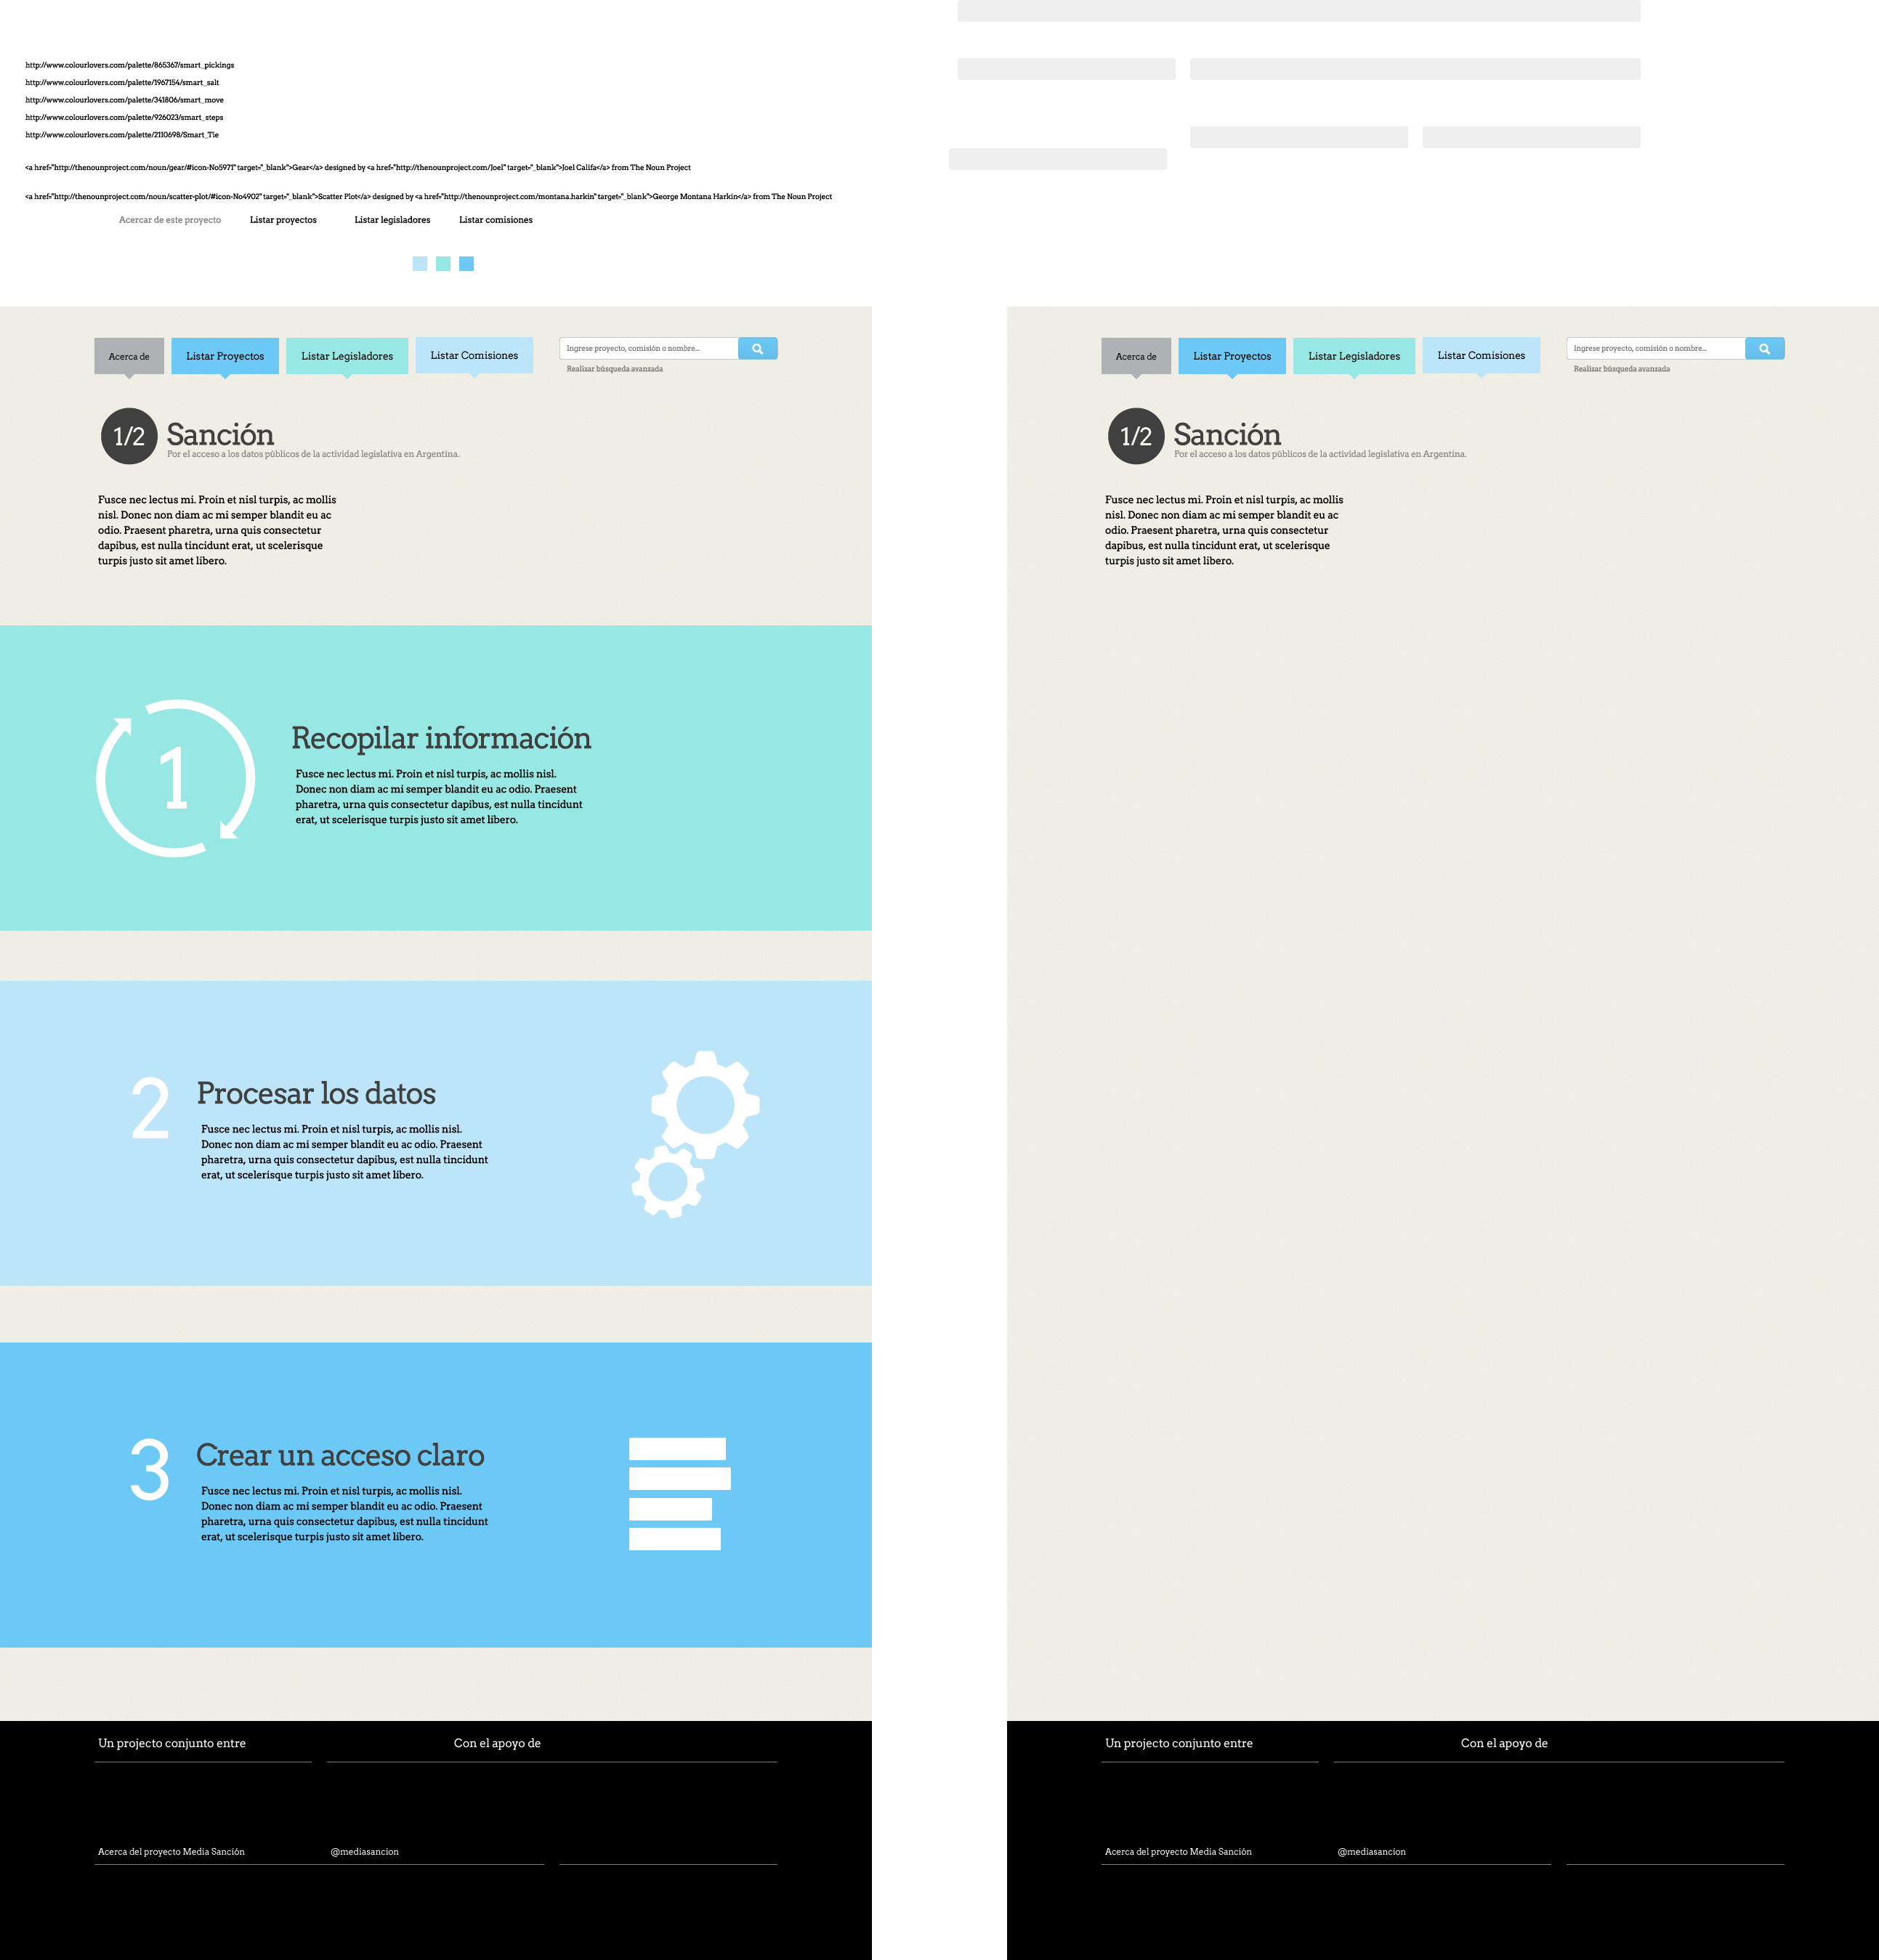 http://www.colourlovers.com/palette/865367/smart_pickings
http://www.colourlovers.com/palette/1967154/smart_salt
http://www.colourlovers.com/palette/341806/smart_move
http://www.colourlovers.com/palette/926023/smart_steps
http://www.colourlovers.com/palette/2110698/Smart_Tie
<a href="http://thenounproject.com/noun/gear/#icon-No5971" target="_blank">Gear</a> designed by <a href="http://thenounproject.com/Joel" target="_blank">Joel Califa</a> from The Noun Project
<a href="http://thenounproject.com/noun/scatter-plot/#icon-No4902" target="_blank">Scatter Plot</a> designed by <a href="http://thenounproject.com/montana.harkin" target="_blank">George Montana Harkin</a> from The Noun Project
Acercar de este proyecto Listar proyectos Listar legisladores Listar comisiones
Acerca de
Listar Proyectos
Listar Legisladores
Listar Comisiones
Ingrese proyecto, comisión o nombre...
Realizar búsqueda avanzada
1/2 Sanción
Por el acceso a los datos públicos de la actividad legislativa en Argentina.
Fusce nec lectus mi. Proin et nisl turpis, ac mollis
nisl. Donec non diam ac mi semper blandit eu ac
odio. Praesent pharetra, urna quis consectetur
dapibus, est nulla tincidunt erat, ut scelerisque
turpis justo sit amet libero.
1
Recopilar información
Fusce nec lectus mi. Proin et nisl turpis, ac mollis nisl.
Donec non diam ac mi semper blandit eu ac odio. Praesent
pharetra, urna quis consectetur dapibus, est nulla tincidunt
erat, ut scelerisque turpis justo sit amet libero.
2
Procesar los datos
Fusce nec lectus mi. Proin et nisl turpis, ac mollis nisl.
Donec non diam ac mi semper blandit eu ac odio. Praesent
pharetra, urna quis consectetur dapibus, est nulla tincidunt
erat, ut scelerisque turpis justo sit amet libero.
3
Crear un acceso claro
Fusce nec lectus mi. Proin et nisl turpis, ac mollis nisl.
Donec non diam ac mi semper blandit eu ac odio. Praesent
pharetra, urna quis consectetur dapibus, est nulla tincidunt
erat, ut scelerisque turpis justo sit amet libero.
Un projecto conjunto entre
Con el apoyo de
Acerca del proyecto Media Sanción
@mediasancion
Acerca de
Listar Proyectos
Listar Legisladores
Listar Comisiones
Ingrese proyecto, comisión o nombre...
Realizar búsqueda avanzada
1/2 Sanción
Por el acceso a los datos públicos de la actividad legislativa en Argentina.
Fusce nec lectus mi. Proin et nisl turpis, ac mollis
nisl. Donec non diam ac mi semper blandit eu ac
odio. Praesent pharetra, urna quis consectetur
dapibus, est nulla tincidunt erat, ut scelerisque
turpis justo sit amet libero.
Un projecto conjunto entre
Con el apoyo de
Acerca del proyecto Media Sanción
@mediasancion